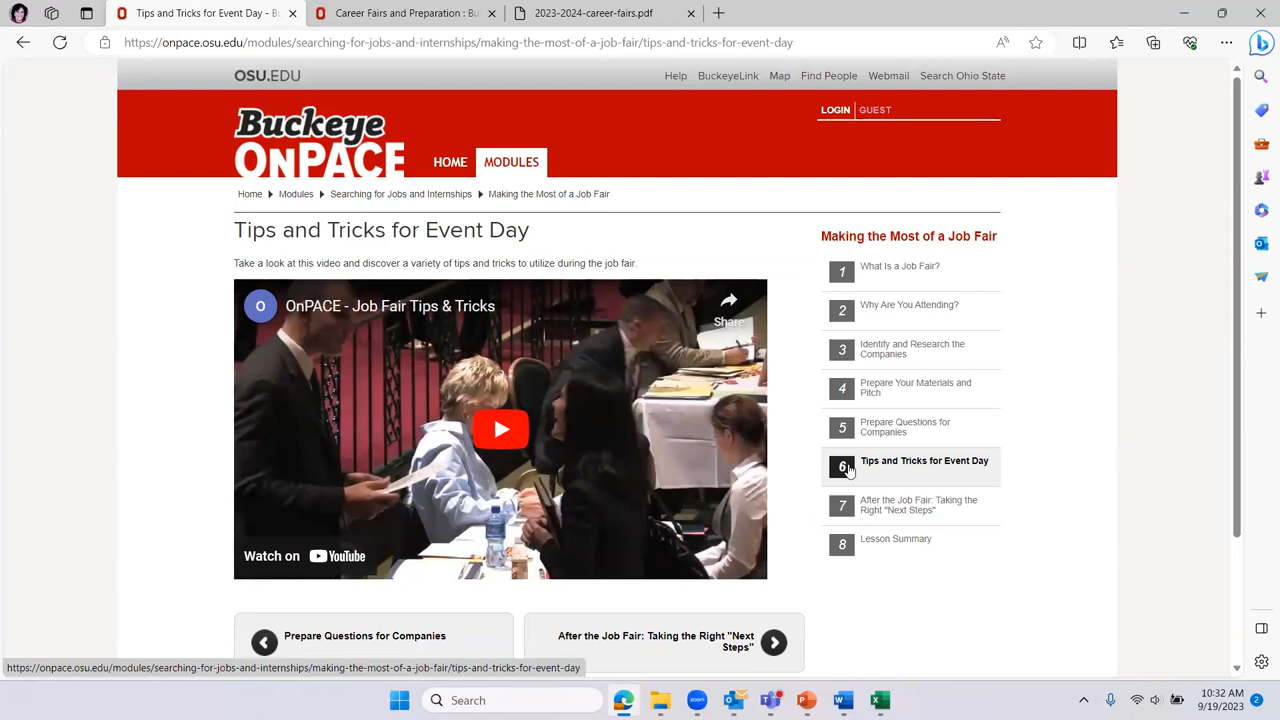 Tips and Tricks for Event Day - B
Career Fairs and Preparation : Bu
2023-2024-career-fairs.pdf
https://onpace.osu.edu/modules/searching-for-jobs-and-internships/making-the-most-of-a-job-fair/tips-and-tricks-for-event-day
OSU.EDU
Help BuckeyeLink Map Find People Webmail Search Ohio State
Buckeye
OnPACE
LOGIN GUEST
HOME MODULES
Home Modules Searching for Jobs and Internships Making the Most of a Job Fair
Tips and Tricks for Event Day
Take a look at this video and discover a variety of tips and tricks to utilize during the job fair.
O OnPACE - Job Fair Tips & Tricks
Share
Watch on YouTube
Making the Most of a Job Fair
1 What Is a Job Fair?
2 Why Are You Attending?
3 Identify and Research the
Companies
4 Prepare Your Materials and
Pitch
5 Prepare Questions for
Companies
6 Tips and Tricks for Event Day
7 After the Job Fair: Taking the
Right "Next Steps"
8 Lesson Summary
Prepare Questions for Companies
After the Job Fair: Taking the Right "Next
Steps"
https://onpace.osu.edu/modules/searching-for-jobs-and-internships/making-the-most-of-a-job-fair/tips-and-tricks-for-event-day
Search
10:32 AM
9/19/2023
2